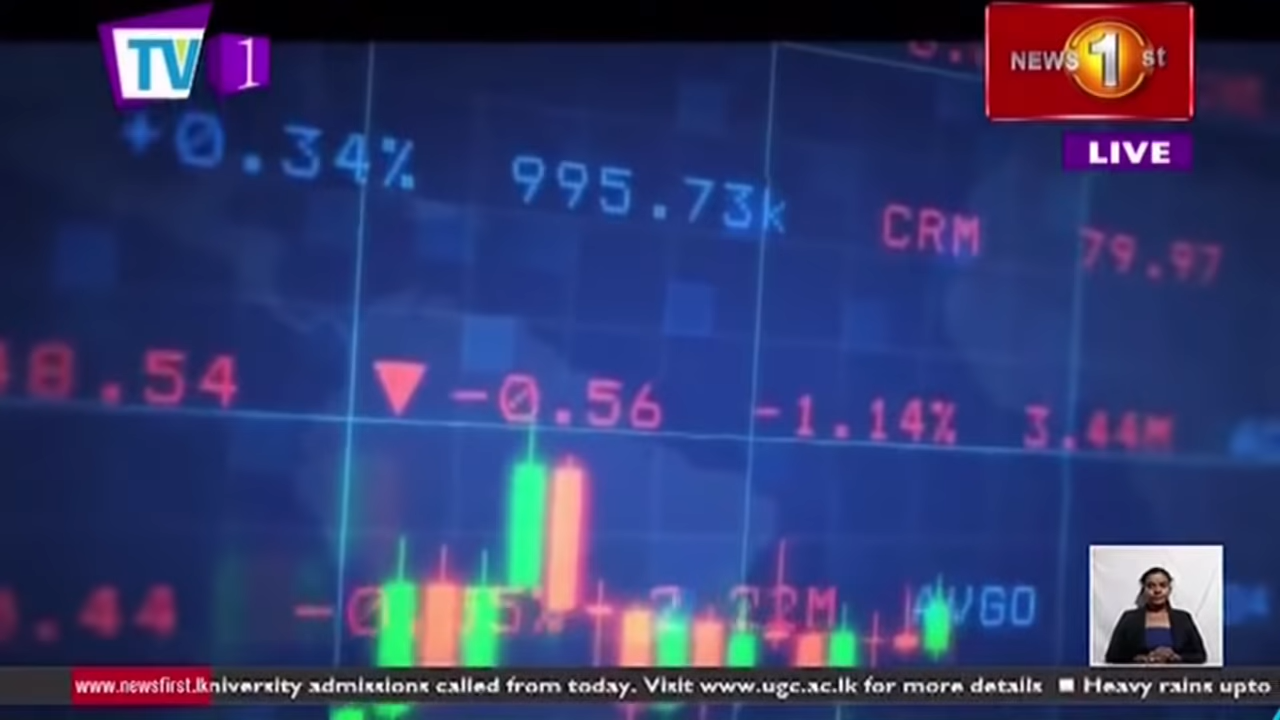 TV 1
NEWS 1st
LIVE
+0.34% 995.73k CRM 79.97
8.54 ▼ -0.56 -1.14% 3.44M
.44 AVGO
www.newsfirst.lk niversity admissions called from today. Visit www.ugc.ac.lk for more details ■ Heavy rains upto